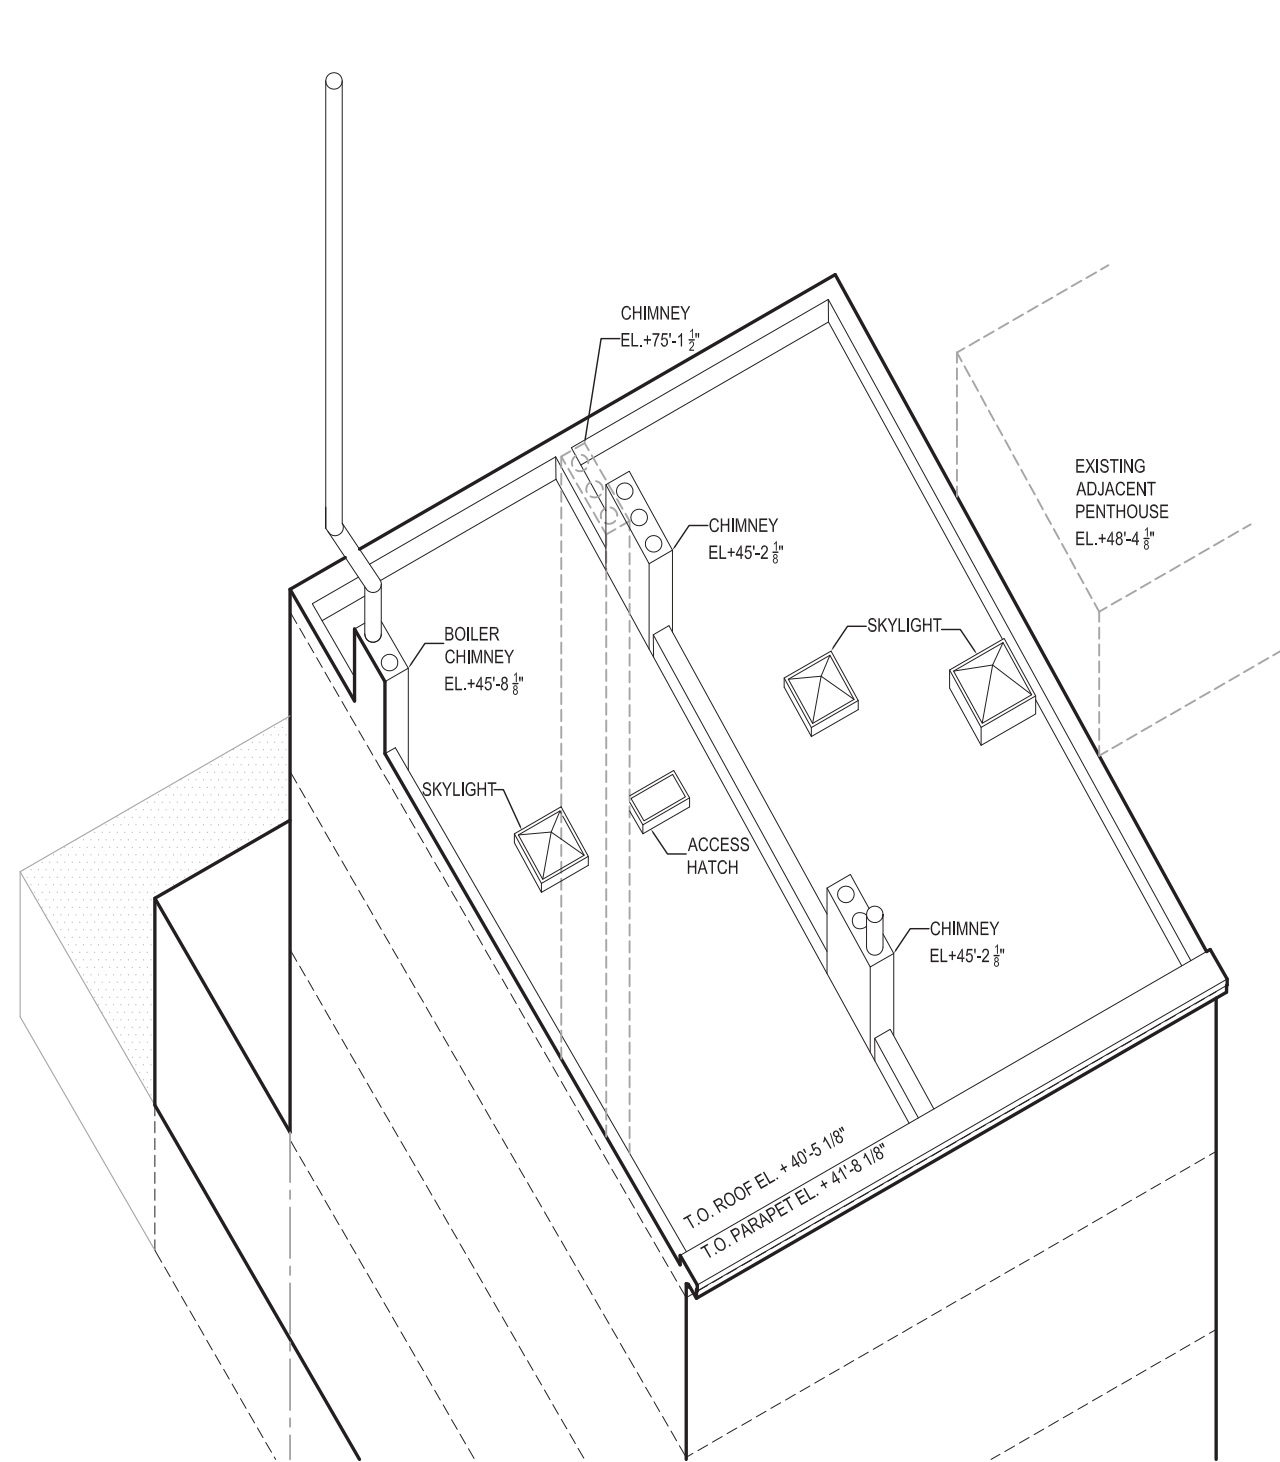 CHIMNEY
EL.+75'-1 1/2"
EXISTING
ADJACENT
PENTHOUSE
EL.+48'-4 1/8"
CHIMNEY
EL+45'-2 1/8"
BOILER
CHIMNEY
EL.+45'-8 1/8"
SKYLIGHT
SKYLIGHT
ACCESS
HATCH
CHIMNEY
EL+45'-2 1/8"
T.O. ROOF EL. + 40'-5 1/8"
T.O. PARAPET EL. + 41'-8 1/8"